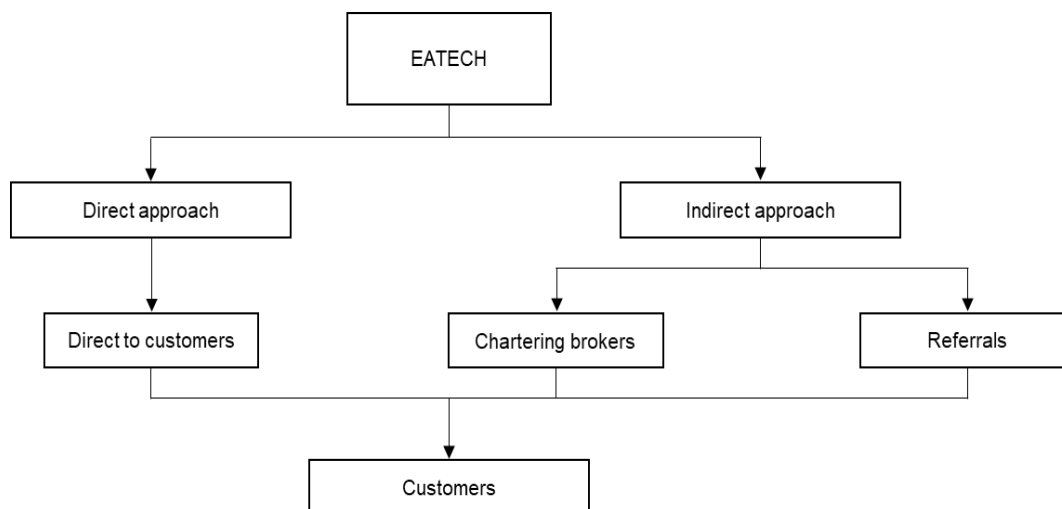 EATECH
Direct approach
Indirect approach
Direct to customers
Chartering brokers
Referrals
Customers